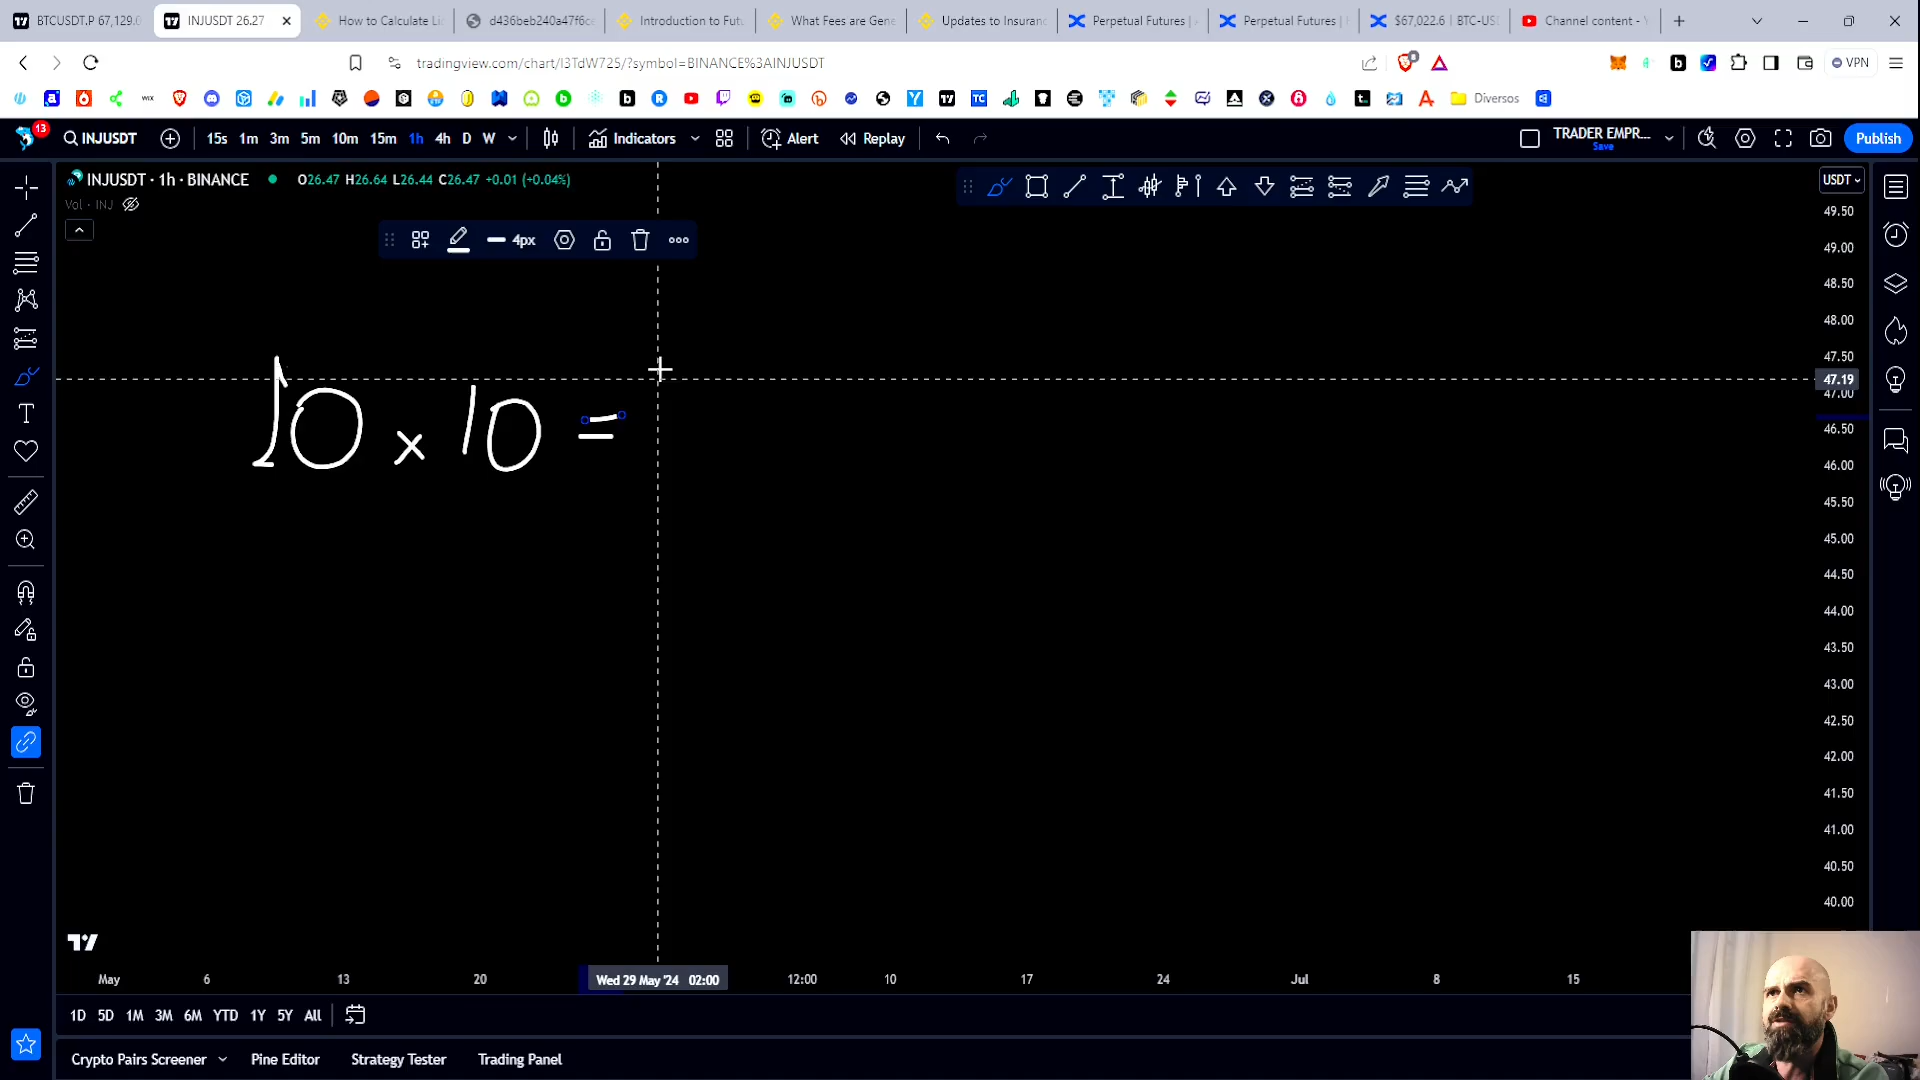 BTCUSDT.P 67,129.0 INJUSDT 26.27 How to Calculate Li d436beb240a47f6c Introduction to Futu What Fees are Gene Updates to Insuranc Perpetual Futures | Perpetual Futures | $67,022.6 | BTC-USD Channel content - Y
tradingview.com/chart/I3TdW725/?symbol=BINANCE%3AINJUSDT VPN
Diversos
13 INJUSDT 15s 1m 3m 5m 10m 15m 1h 4h D W Indicators Alert Replay TRADER EMPR... Save Publish
INJUSDT · 1h · BINANCE O26.47 H26.64 L26.44 C26.47 +0.01 (+0.04%) USDT
Vol · INJ
4px
10 x 10 =
49.50
49.00
48.50
48.00
47.50
47.19
47.00
46.50
46.00
45.50
45.00
44.50
44.00
43.50
43.00
42.50
42.00
41.50
41.00
40.50
40.00
May 6 13 20 Wed 29 May '24 02:00 12:00 10 17 24 Jul 8 15
1D 5D 1M 3M 6M YTD 1Y 5Y All
Crypto Pairs Screener Pine Editor Strategy Tester Trading Panel